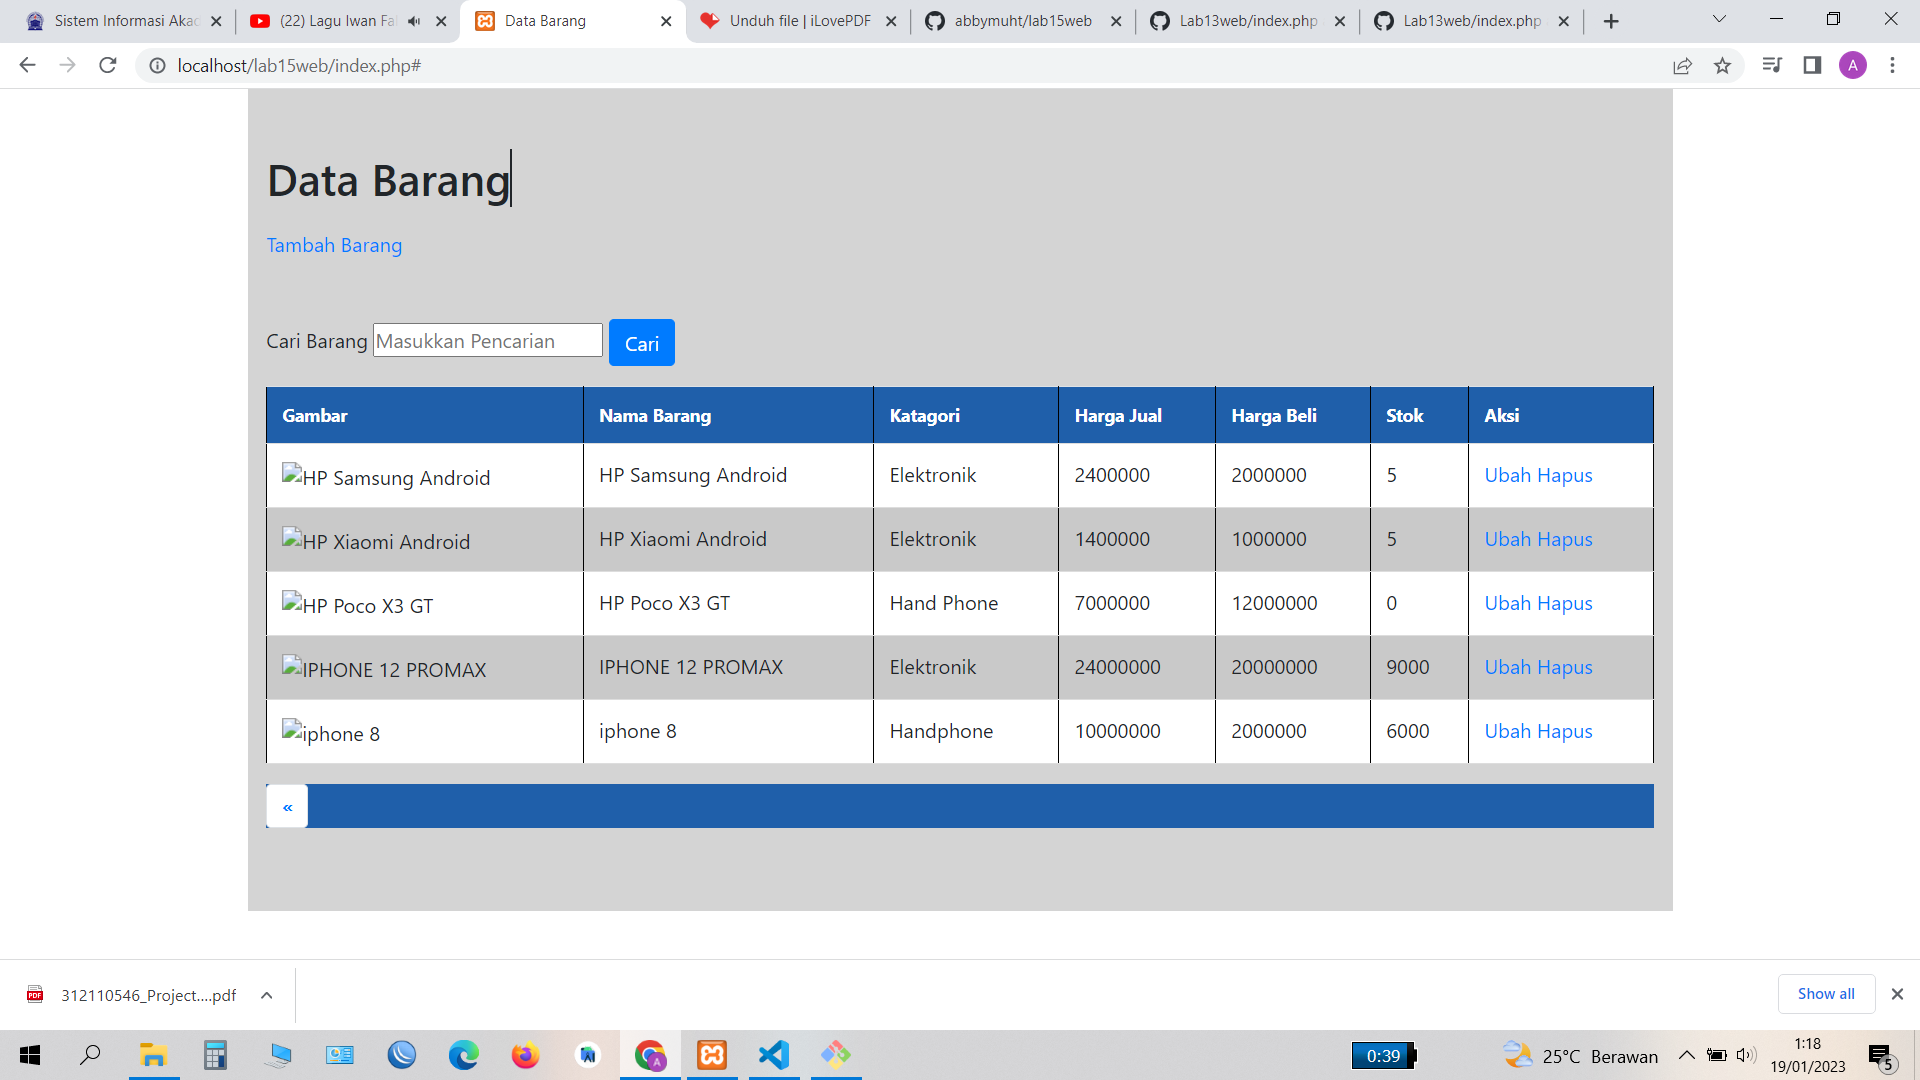 Sistem Informasi Akad
(22) Lagu Iwan Fal
Data Barang
Unduh file | iLovePDF
abbymuht/lab15web
Lab13web/index.php
Lab13web/index.php
localhost/lab15web/index.php#
A
Data Barang
Tambah Barang
Cari Barang Masukkan Pencarian Cari
Gambar Nama Barang Katagori Harga Jual Harga Beli Stok Aksi
HP Samsung Android HP Samsung Android Elektronik 2400000 2000000 5 Ubah Hapus
HP Xiaomi Android HP Xiaomi Android Elektronik 1400000 1000000 5 Ubah Hapus
HP Poco X3 GT HP Poco X3 GT Hand Phone 7000000 12000000 0 Ubah Hapus
IPHONE 12 PROMAX IPHONE 12 PROMAX Elektronik 24000000 20000000 9000 Ubah Hapus
iphone 8 iphone 8 Handphone 10000000 2000000 6000 Ubah Hapus
«
PDF 312110546_Project....pdf
Show all
A
0:39
25°C Berawan
1:18
19/01/2023
5